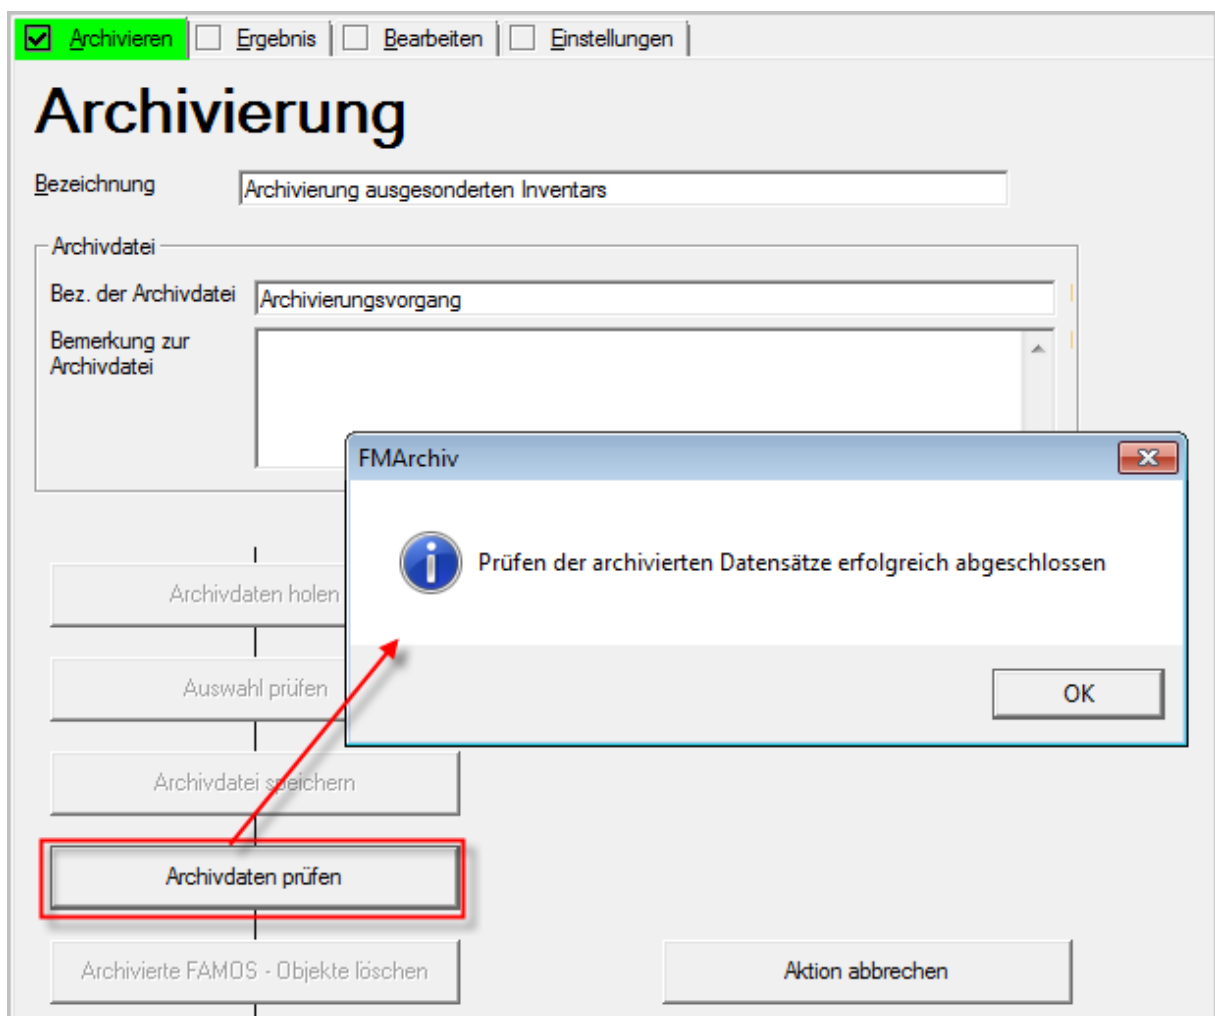 Archivieren Ergebnis Bearbeiten Einstellungen
Archivierung
Bezeichnung Archivierung ausgesonderten Inventars
Archivdatei
Bez. der Archivdatei Archivierungsvorgang
Bemerkung zur
Archivdatei
FMArchiv
Prüfen der archivierten Datensätze erfolgreich abgeschlossen
OK
Archivdaten holen
Auswahl prüfen
Archivdatei speichern
Archivdaten prüfen
Archivierte FAMOS - Objekte löschen Aktion abbrechen